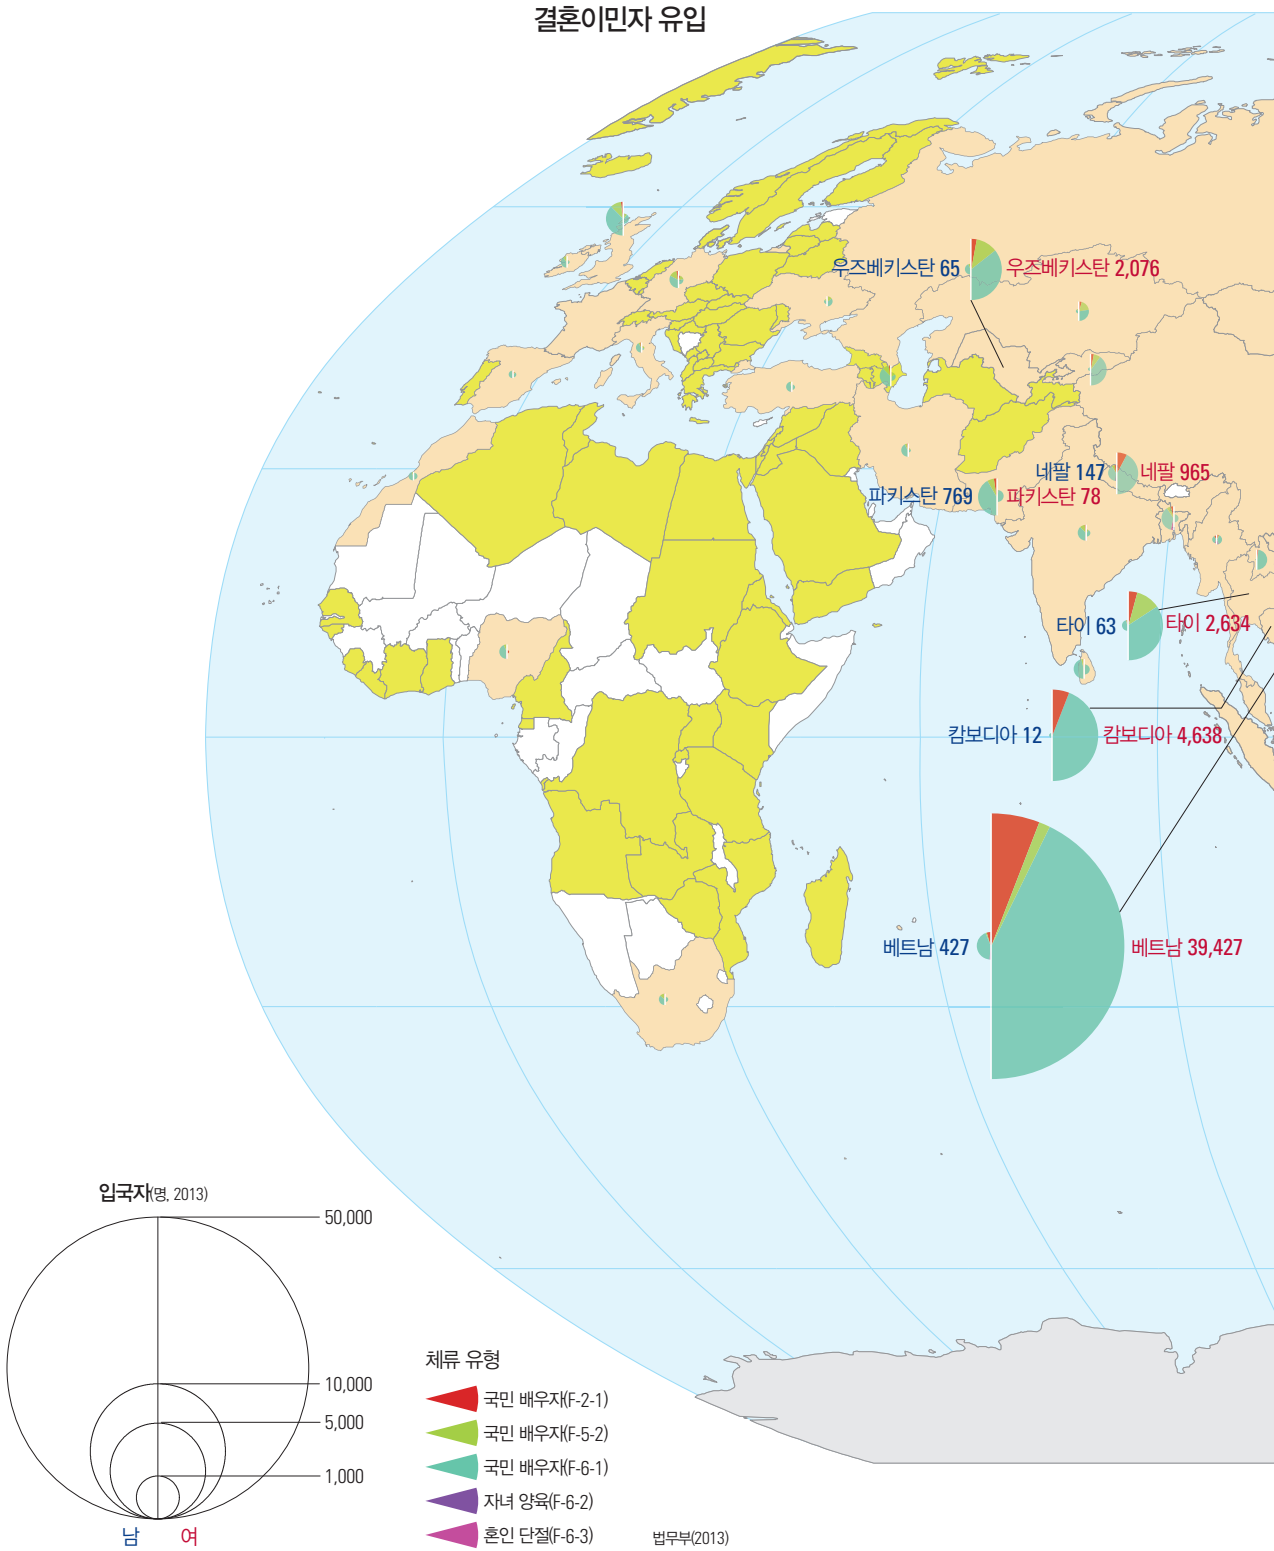 결혼이민자 유입
우즈베키스탄 65
우즈베키스탄 2,076
네팔 147
네팔 965
파키스탄 769
파키스탄 78
타이 63
타이 2,634
캄보디아 12
캄보디아 4,638
베트남 427
베트남 39,427
입국자(명, 2013)
50,000
10,000
5,000
1,000
남 여
체류 유형
국민 배우자(F-2-1)
국민 배우자(F-5-2)
국민 배우자(F-6-1)
자녀 양육(F-6-2)
혼인 단절(F-6-3)
법무부(2013)